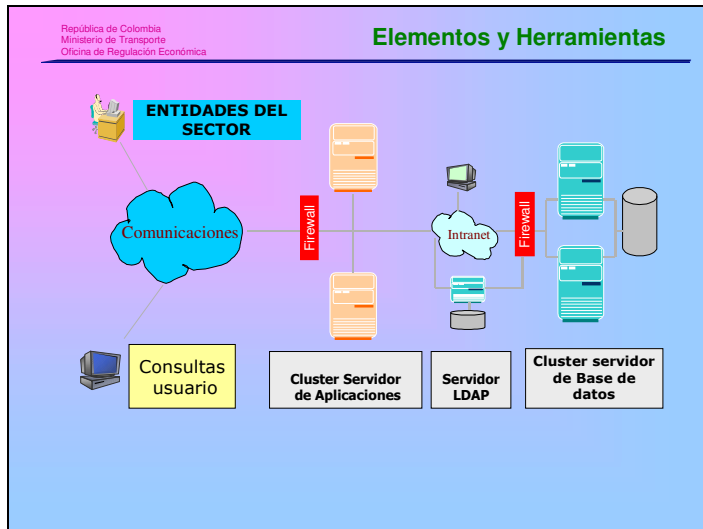 República de Colombia
Ministerio de Transporte
Oficina de Regulación Económica
Elementos y Herramientas
ENTIDADES DEL
SECTOR
Comunicaciones
Firewall
Intranet
Firewall
Consultas
usuario
Cluster Servidor
de Aplicaciones
Servidor
LDAP
Cluster servidor
de Base de
datos